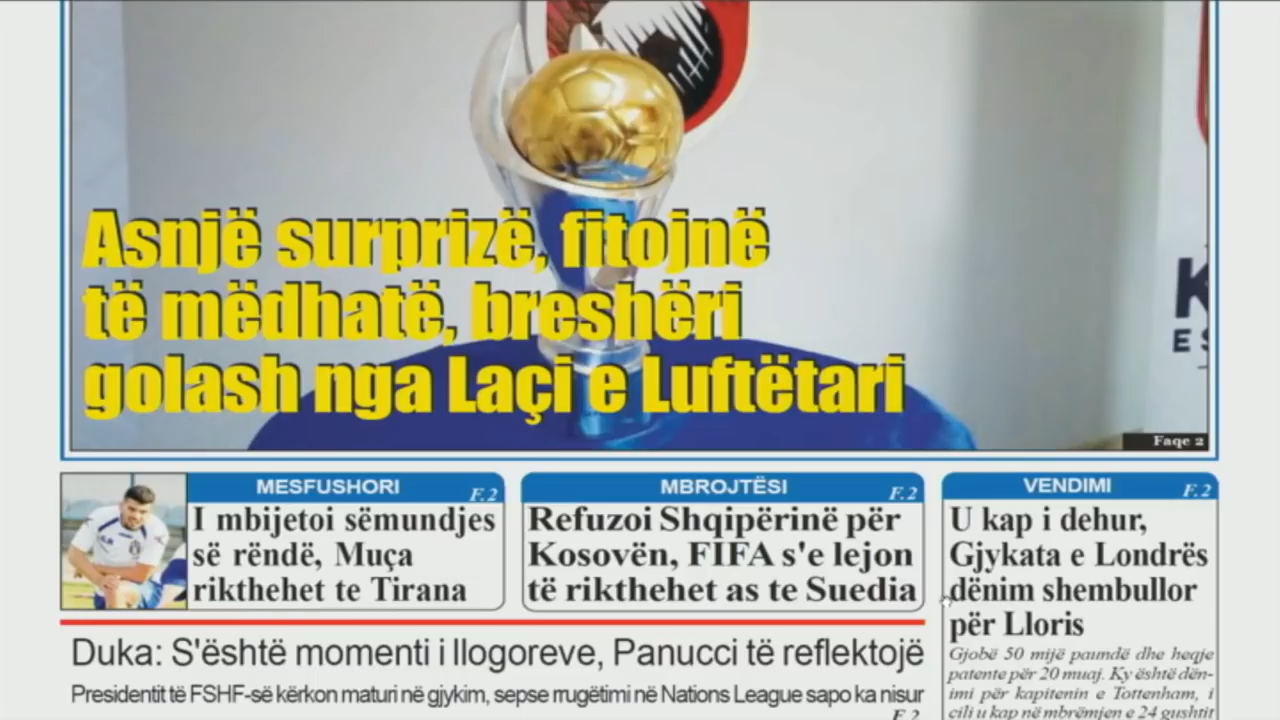 Asnjë surprizë, fitojnë
të mëdhatë, breshëri
golash nga Laçi e Luftëtari
K
E S
Faqe 2
MESFUSHORI
F.2
I mbijetoi sëmundjes
së rëndë, Muça
rikthehet te Tirana
MBROJTËSI
F.2
Refuzoi Shqipërinë për
Kosovën, FIFA s'e lejon
të rikthehet as te Suedia
VENDIMI
F.2
U kap i dehur,
Gjykata e Londrës
dënim shembullor
për Lloris
Gjobë 50 mijë paundë dhe heqje
patente për 20 muaj. Ky është dën-
imi për kapitenin e Tottenham, i
cili u kap në mbrëmjen e 24 gushtit
Duka: S'është momenti i llogoreve, Panucci të reflektojë
Presidentit të FSHF-së kërkon maturi në gjykim, sepse rrugëtimi në Nations League sapo ka nisur
F.2